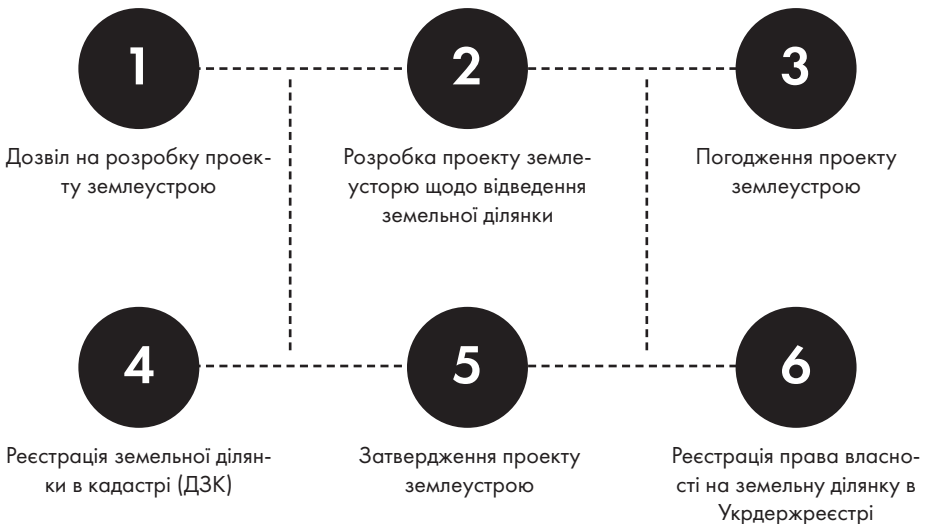 1
Дозвіл на розробку проек-
ту землеустрою
2
Розробка проекту земле-
усторю щодо відведення
земельної ділянки
3
Погодження проекту
землеустрою
4
Реєстрація земельної ділян-
ки в кадастрі (ДЗК)
5
Затвердження проекту
землеустрою
6
Реєстрація права власно-
сті на земельну ділянку в
Укрдержреєстрі